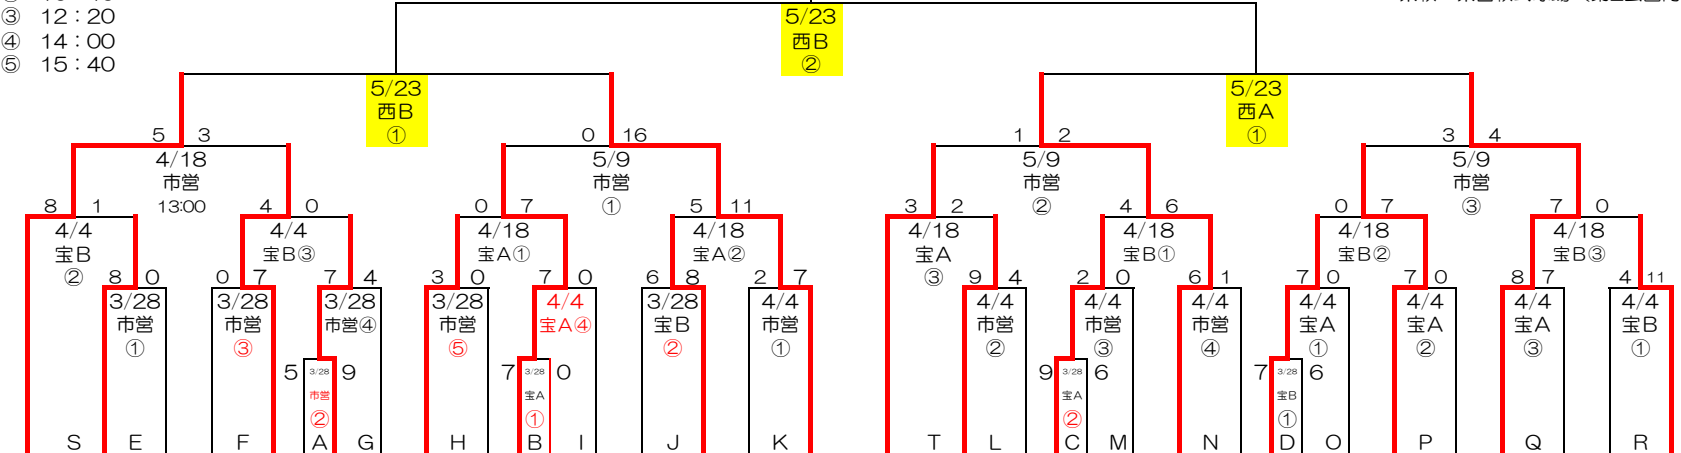 ③ 12：20
④ 14：00
⑤ 15：40
5/23
西B
②
5/23
西B
①
5/23
西A
①
5 3
4/18
市営
13:00
0 16
5/9
市営
①
1 2
5/9
市営
②
3 4
5/9
市営
③
8 1
4/4
宝B
②
4 0
4/4
宝B③
0 7
4/18
宝A①
5 11
4/18
宝A②
3 2
4/18
宝A
③
4 6
4/18
宝B①
0 7
4/18
宝B②
7 0
4/18
宝B③
8 0
3/28
市営
①
0 7
3/28
市営
③
7 4
3/28
市営④
3 0
3/28
市営
⑤
7 0
4/4
宝A④
6 8
3/28
宝B
②
2 7
4/4
市営
①
9 4
4/4
市営
②
2 0
4/4
市営
③
6 1
4/4
市営
④
7 0
4/4
宝A
①
7 0
4/4
宝A
②
8 7
4/4
宝A
③
4 11
4/4
宝B
①
5 9
3/28
市営
②
7 0
3/28
宝A
①
9 6
3/28
宝A
②
7 6
3/28
宝B
①
S E F A G H B I J K T L C M N D O P Q R